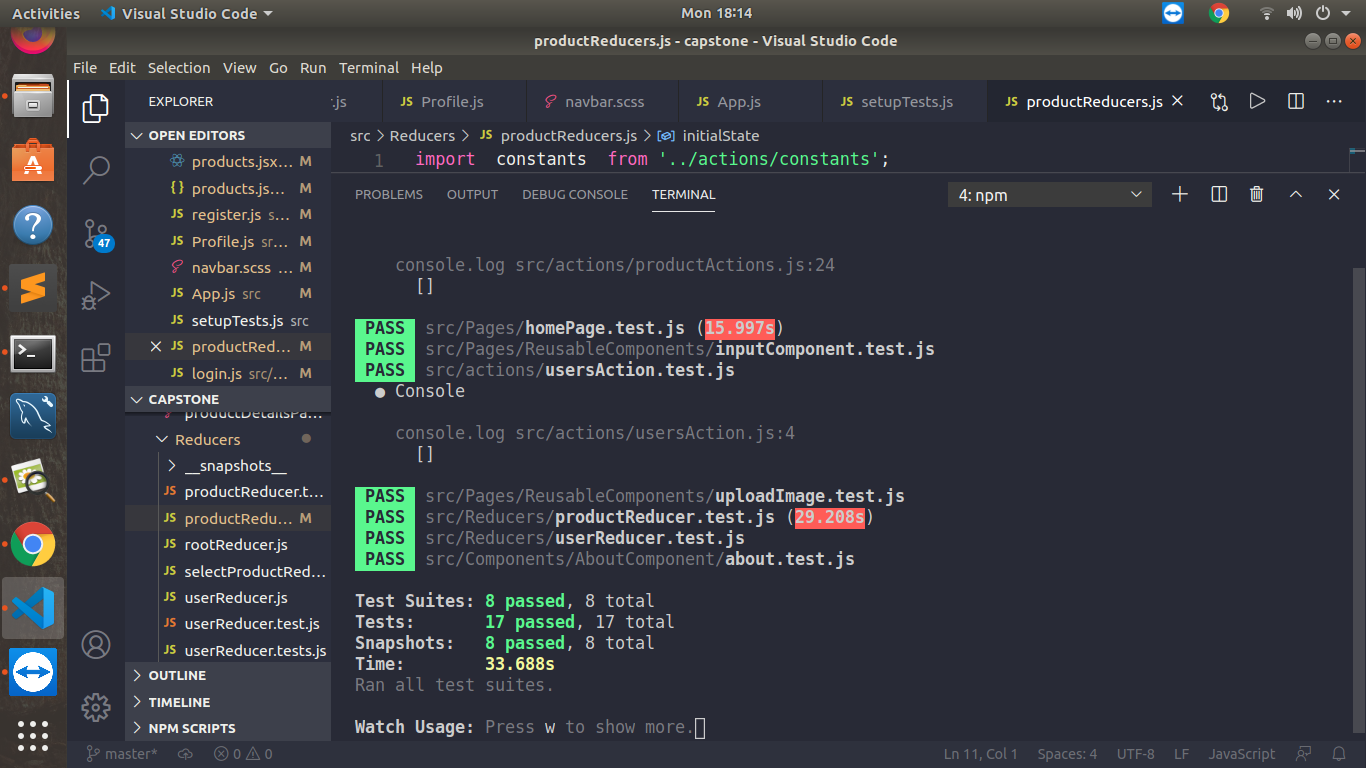 Activities Visual Studio Code Mon 18:14
productReducers.js - capstone - Visual Studio Code
File Edit Selection View Go Run Terminal Help
EXPLORER
.js JS Profile.js navbar.scss JS App.js JS setupTests.js JS productReducers.js
OPEN EDITORS
products.jsx... M
{} products.js... M
JS register.js s... M
JS Profile.js sr... M
navbar.scss ... M
JS App.js src M
JS setupTests.js src
JS productRed... M
JS login.js src/... M
CAPSTONE
productDetailsPa...
Reducers
__snapshots__
JS productReducer.t...
JS productRedu... M
JS rootReducer.js
JS selectProductRed...
JS userReducer.js
JS userReducer.test.js
JS userReducer.tests.js
OUTLINE
TIMELINE
NPM SCRIPTS
47
src > Reducers > JS productReducers.js > initialState
1 import constants from '../actions/constants';
PROBLEMS OUTPUT DEBUG CONSOLE TERMINAL 4: npm
console.log src/actions/productActions.js:24
[]
PASS src/Pages/homePage.test.js (15.997s)
PASS src/Pages/ReusableComponents/inputComponent.test.js
PASS src/actions/usersAction.test.js
● Console
console.log src/actions/usersAction.js:4
[]
PASS src/Pages/ReusableComponents/uploadImage.test.js
PASS src/Reducers/productReducer.test.js (29.208s)
PASS src/Reducers/userReducer.test.js
PASS src/Components/AboutComponent/about.test.js
Test Suites: 8 passed, 8 total
Tests: 17 passed, 17 total
Snapshots: 8 passed, 8 total
Time: 33.688s
Ran all test suites.
Watch Usage: Press w to show more.
master* 0 0 Ln 11, Col 1 Spaces: 4 UTF-8 LF JavaScript